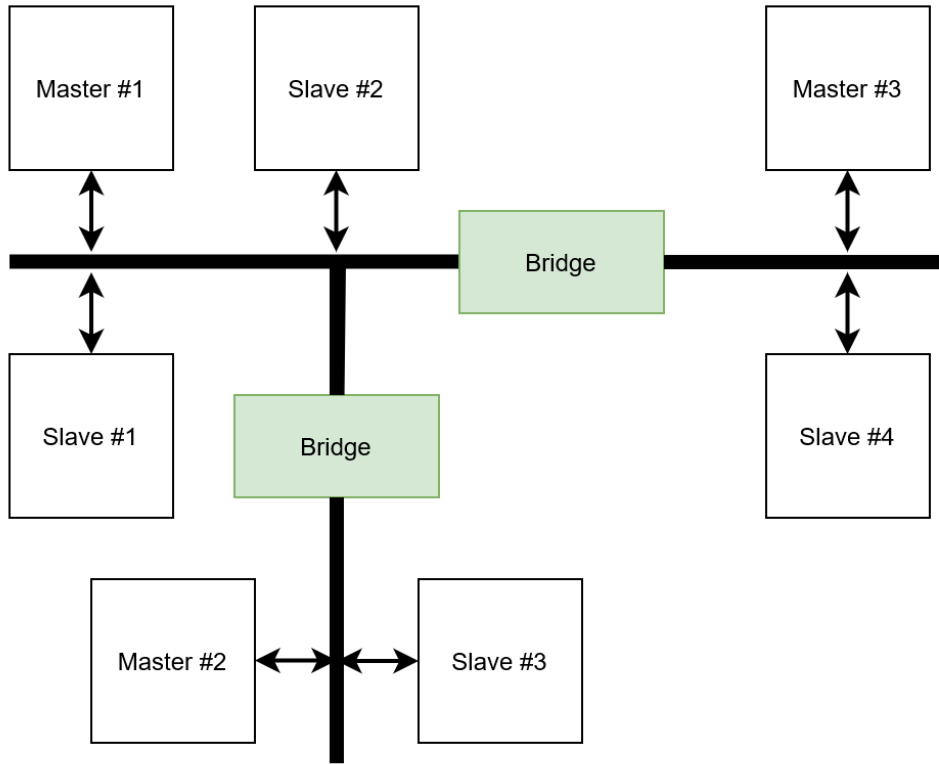 Master #1
Slave #2
Master #3
Bridge
Slave #1
Bridge
Slave #4
Master #2
Slave #3